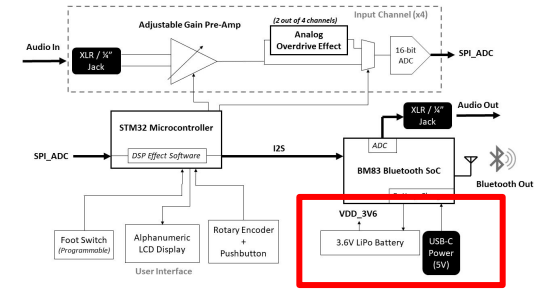 Input Channel (x4)
Adjustable Gain Pre-Amp
(2 out of 4 channels)
Analog
Overdrive Effect
Audio In
XLR / ¼"
Jack
16-bit
ADC
SPI_ADC
XLR / ¼"
Jack
Audio Out
STM32 Microcontroller
ADC
SPI_ADC
DSP Effect Software
I2S
BM83 Bluetooth SoC
Bluetooth Out
VDD_3V6
Foot Switch
(Programmable)
Alphanumeric
LCD Display
Rotary Encoder
+
Pushbutton
3.6V LiPo Battery
USB-C
Power
(5V)
User Interface